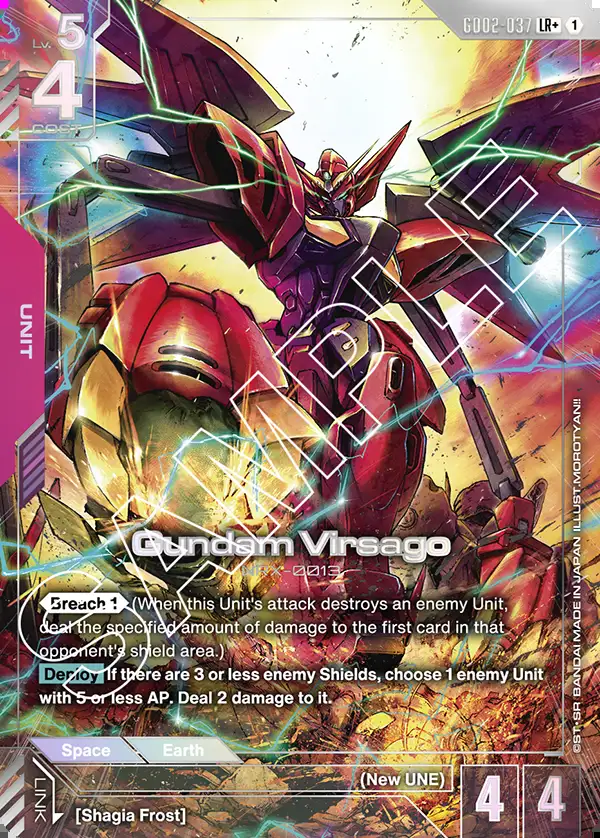 Lv. 5
GD02-037 LR+ 1
4
COST
UNIT
SAMPLE
Gundam Virsago
NRX-0013
Breach 1 (When this Unit's attack destroys an enemy Unit,
deal the specified amount of damage to the first card in that
opponent's shield area.)
Deploy If there are 3 or less enemy Shields, choose 1 enemy Unit
with 5 or less AP. Deal 2 damage to it.
Space Earth
(New UNE)
4 4
LINK
[Shagia Frost]
©ST•SR BANDAI MADE IN JAPAN ILLUST.MOROTYAN!!